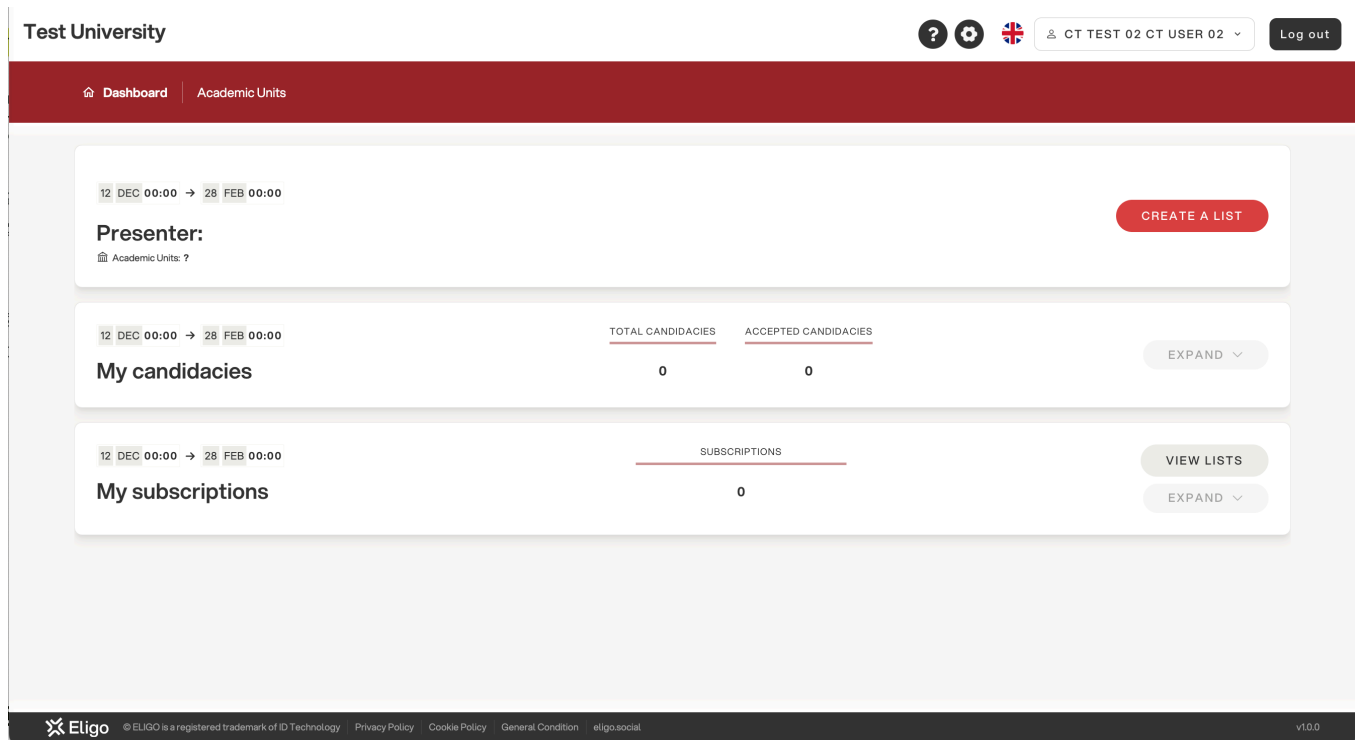 Test University
? CT TEST 02 CT USER 02 Log out
Dashboard Academic Units
12 DEC 00:00 → 28 FEB 00:00
CREATE A LIST
Presenter:
Academic Units: ?
12 DEC 00:00 → 28 FEB 00:00
TOTAL CANDIDACIES ACCEPTED CANDIDACIES
EXPAND
My candidacies 0 0
12 DEC 00:00 → 28 FEB 00:00
SUBSCRIPTIONS
VIEW LISTS
My subscriptions 0
EXPAND
Eligo © ELIGO is a registered trademark of ID Technology Privacy Policy Cookie Policy General Condition eligo.social v1.0.0